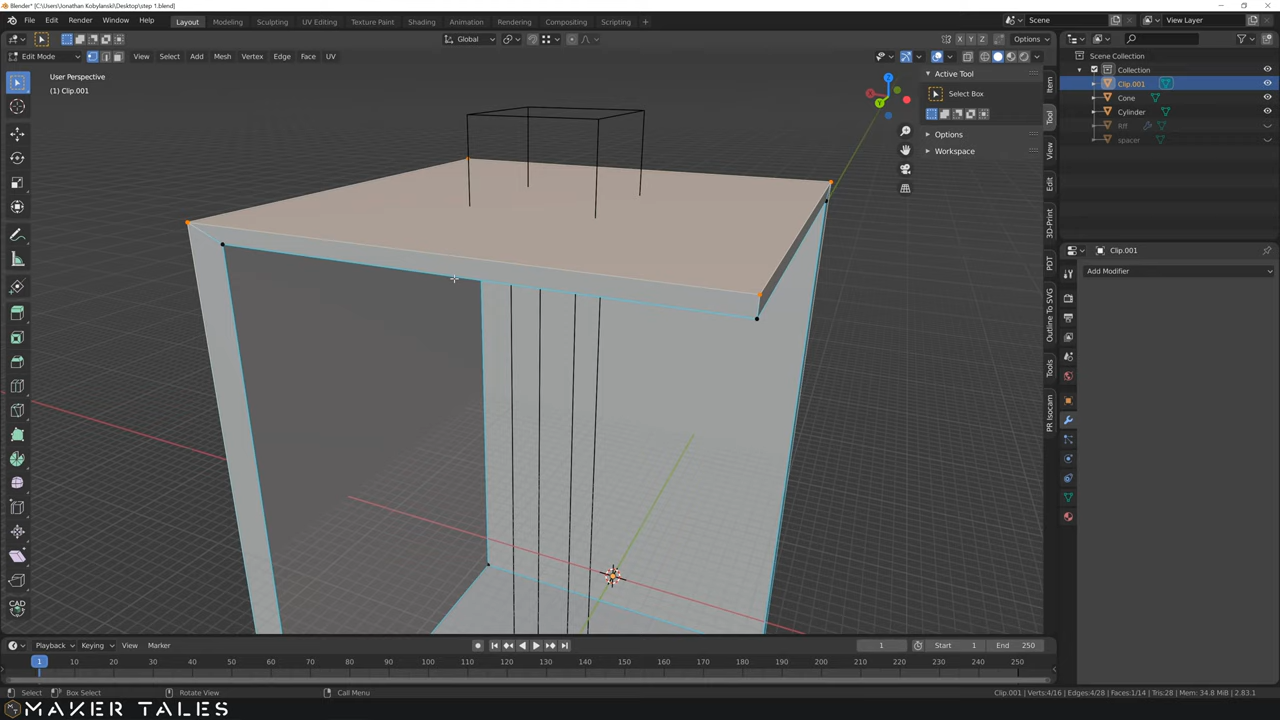 Blender* [C:\Users\Jonathan Kobylanski\Desktop\step 1.blend]
File Edit Render Window Help Layout Modeling Sculpting UV Editing Texture Paint Shading Animation Rendering Compositing Scripting + Scene View Layer
Global X Y Z Options
Edit Mode View Select Add Mesh Vertex Edge Face UV
Scene Collection
Collection
Clip.001
Cone
Cylinder
spacer
User Perspective
(1) Clip.001
Active Tool
Select Box
Options
Workspace
Item
Tool
View
Edit
3D-Print
PDT
Outline To SVG
Tools
PR Isocam
Z
X
Y
Clip.001
Add Modifier
Playback Keying View Marker 1 Start 1 End 250
1 10 20 30 40 50 60 70 80 90 100 110 120 130 140 150 160 170 180 190 200 210 220 230 240 250
Select Box Select Rotate View Call Menu Clip.001 | Verts:4/16 | Edges:4/28 | Faces:1/14 | Tris:28 | Mem: 34.8 MiB | 2.83.1
MAKER TALES